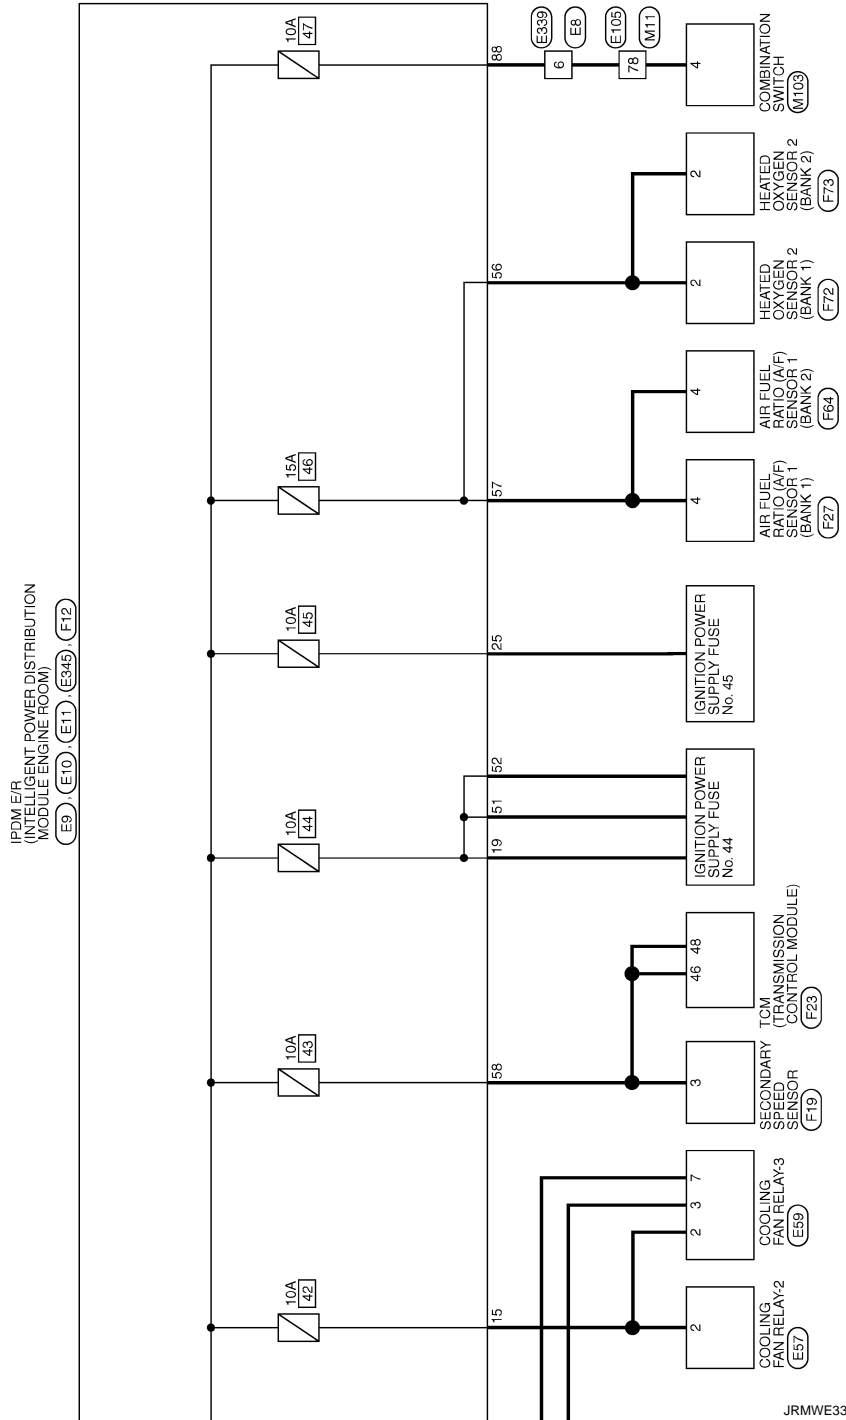 IPDM E/R
(INTELLIGENT POWER DISTRIBUTION
MODULE ENGINE ROOM)
E9 , E10 , E11 , E345 , F12
10A
42
15
COOLING
FAN RELAY-2
E57
2
COOLING
FAN RELAY-3
E59
2
3
7
10A
43
58
SECONDARY
SPEED
SENSOR
F19
3
TCM
(TRANSMISSION
CONTROL MODULE)
F23
46
48
10A
44
19
51
52
IGNITION POWER
SUPPLY FUSE
No. 44
10A
45
25
IGNITION POWER
SUPPLY FUSE
No. 45
15A
46
57
56
AIR FUEL
RATIO (A/F)
SENSOR 1
(BANK 1)
F27
4
AIR FUEL
RATIO (A/F)
SENSOR 1
(BANK 2)
F64
4
HEATED
OXYGEN
SENSOR 2
(BANK 1)
F72
2
HEATED
OXYGEN
SENSOR 2
(BANK 2)
F73
2
10A
47
88
E339
6
E8
E105
78
M11
4
COMBINATION
SWITCH
M103
JRMWE33